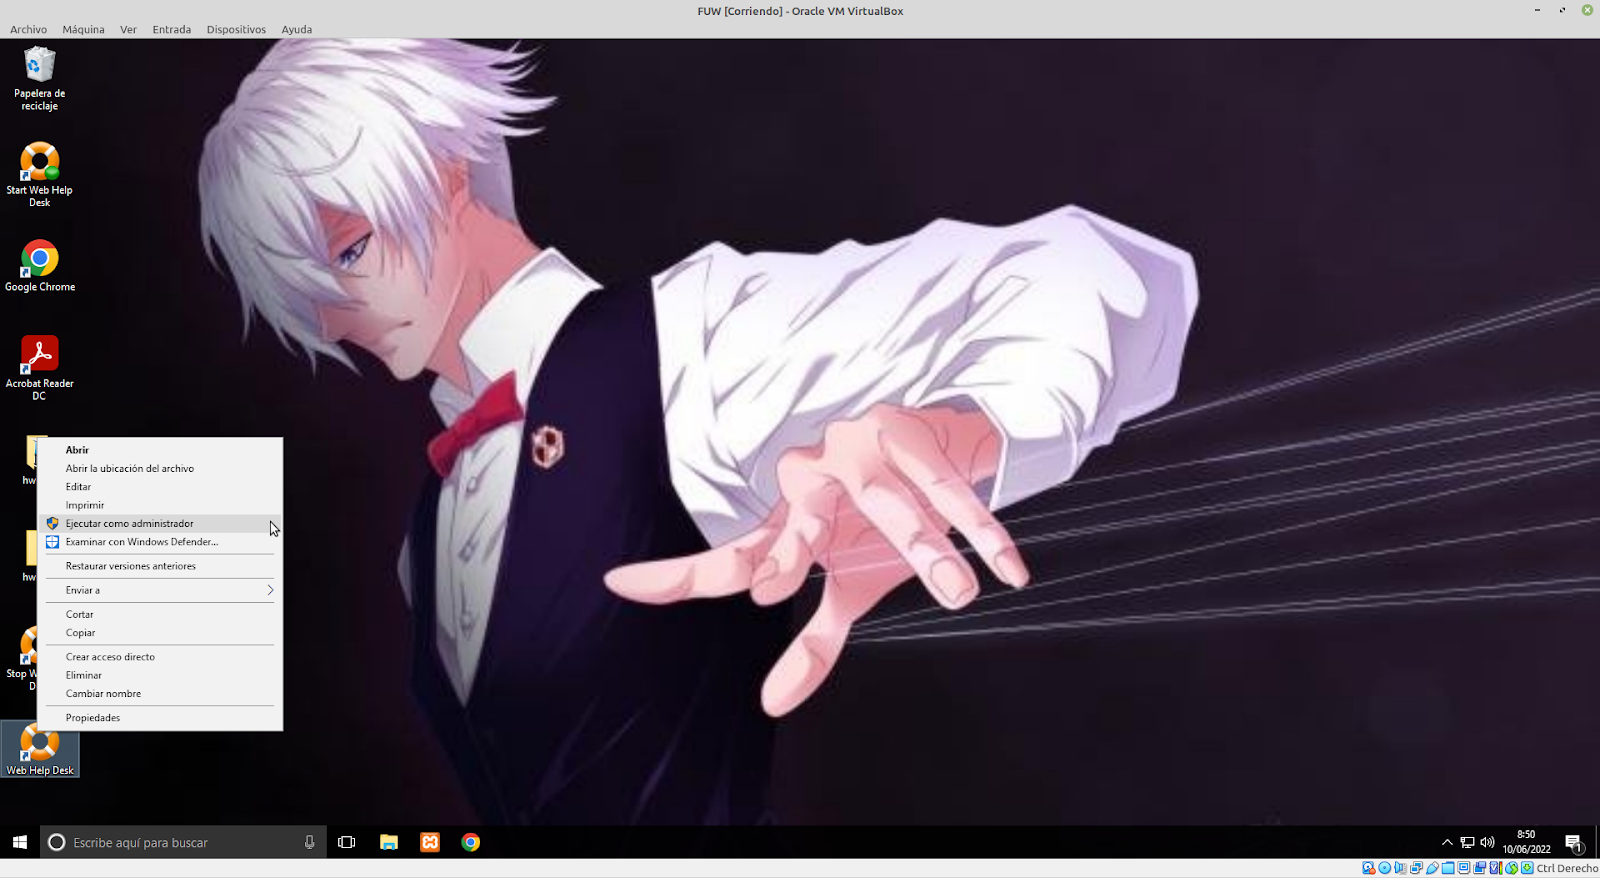 FUW [Corriendo] - Oracle VM VirtualBox
Archivo Máquina Ver Entrada Dispositivos Ayuda
Papelera de
reciclaje
Start Web Help
Desk
Google Chrome
Acrobat Reader
DC
hw
hw
Stop W
D
Web Help Desk
Abrir
Abrir la ubicación del archivo
Editar
Imprimir
Ejecutar como administrador
Examinar con Windows Defender...
Restaurar versiones anteriores
Enviar a
Cortar
Copiar
Crear acceso directo
Eliminar
Cambiar nombre
Propiedades
Escribe aquí para buscar
8:50
10/06/2022
1
Ctrl Derecho